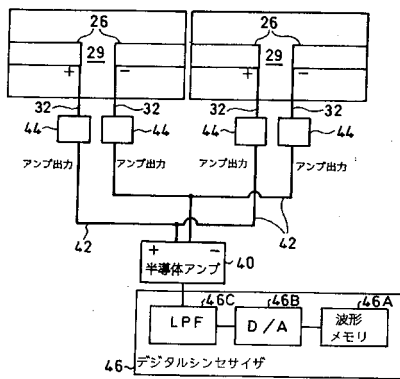 26 26
29 29
+ − + −
32 32 32 32
44 44 44 44
アンプ出力 アンプ出力 アンプ出力 アンプ出力
42 42
+ −
半導体アンプ 40
46C 46B 46A
LPF D/A 波形
メモリ
46 デジタルシンセサイザ